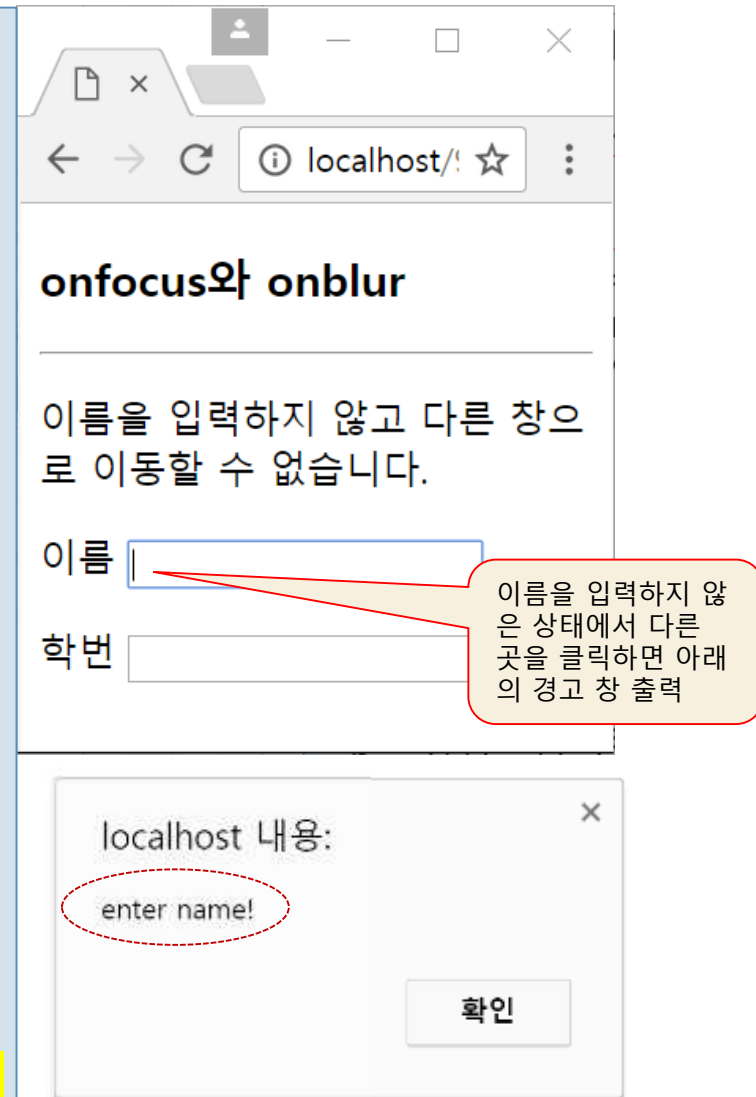 localhost/9
onfocus와 onblur
이름을 입력하지 않고 다른 창으
로 이동할 수 없습니다.
이름
학번
이름을 입력하지 않
은 상태에서 다른
곳을 클릭하면 아래
의 경고 창 출력
localhost 내용:
enter name!
확인